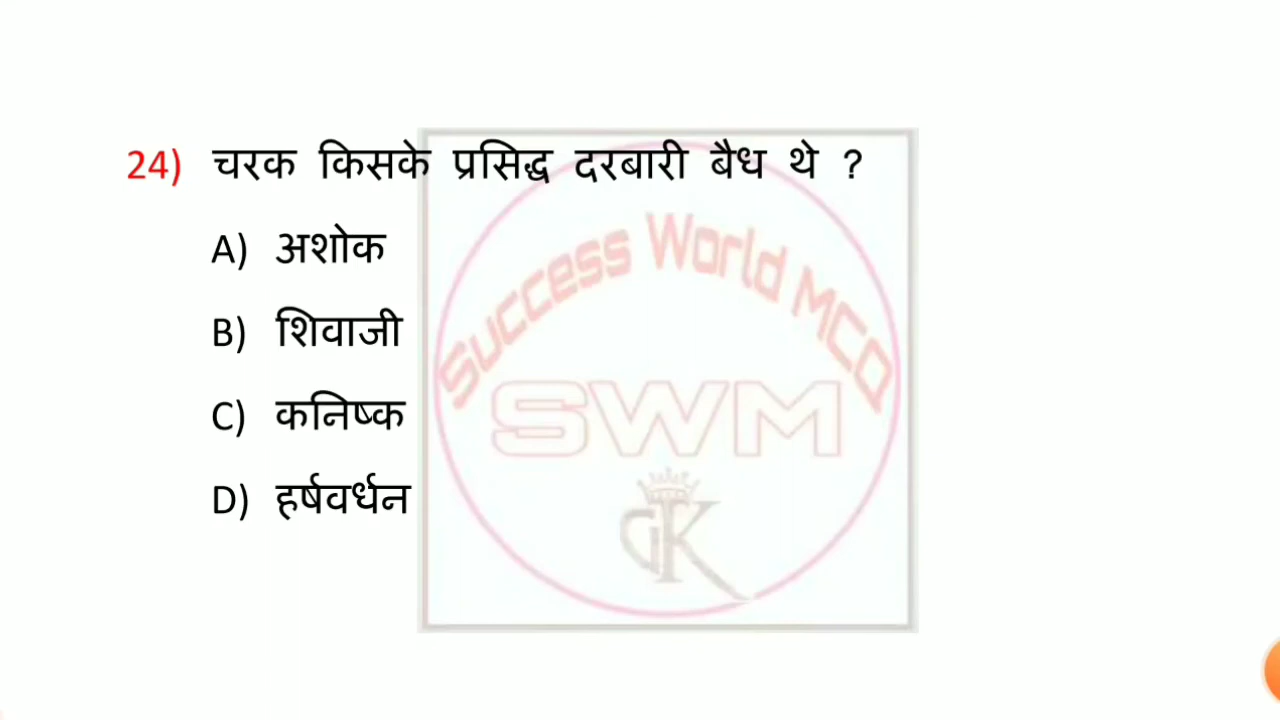 24) चरक किसके प्रसिद्ध दरबारी बैध थे ?
A) अशोक
B) शिवाजी
C) कनिष्क
D) हर्षवर्धन
Success World MCQ
SWM
GK